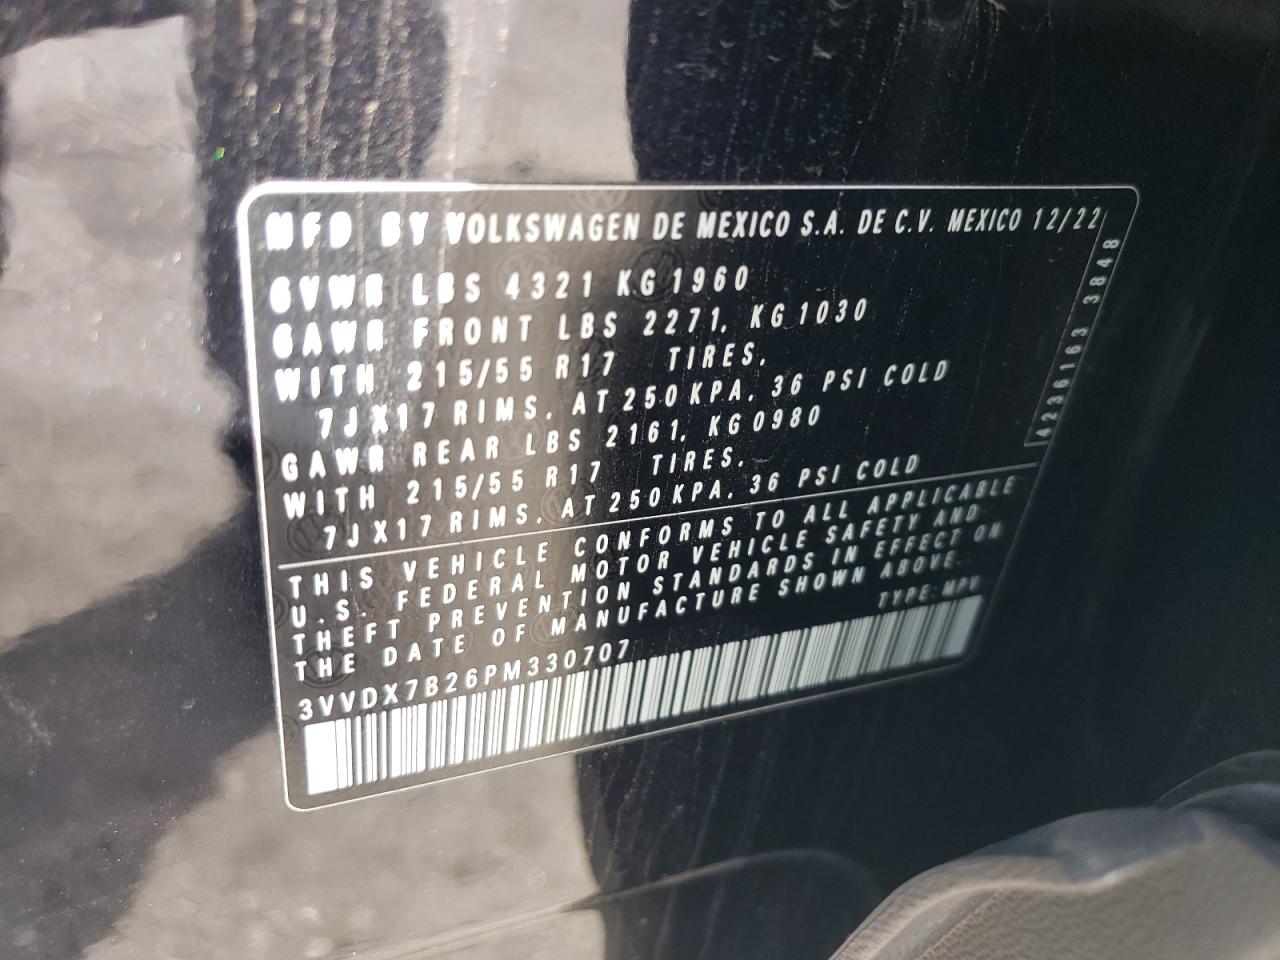 MFD BY VOLKSWAGEN DE MEXICO S.A. DE C.V. MEXICO 12/22
GVWR LBS 4321 KG 1960
GAWR FRONT LBS 2271, KG 1030
WITH 215/55 R17 TIRES,
7JX17 RIMS, AT 250 KPA, 36 PSI COLD
GAWR REAR LBS 2161, KG 0980
WITH 215/55 R17 TIRES,
7JX17 RIMS, AT 250 KPA, 36 PSI COLD
4236163 3848
THIS VEHICLE CONFORMS TO ALL APPLICABLE
U.S. FEDERAL MOTOR VEHICLE SAFETY AND
THEFT PREVENTION STANDARDS IN EFFECT ON
THE DATE OF MANUFACTURE SHOWN ABOVE.
TYPE: MPV
3VVDX7B26PM330707